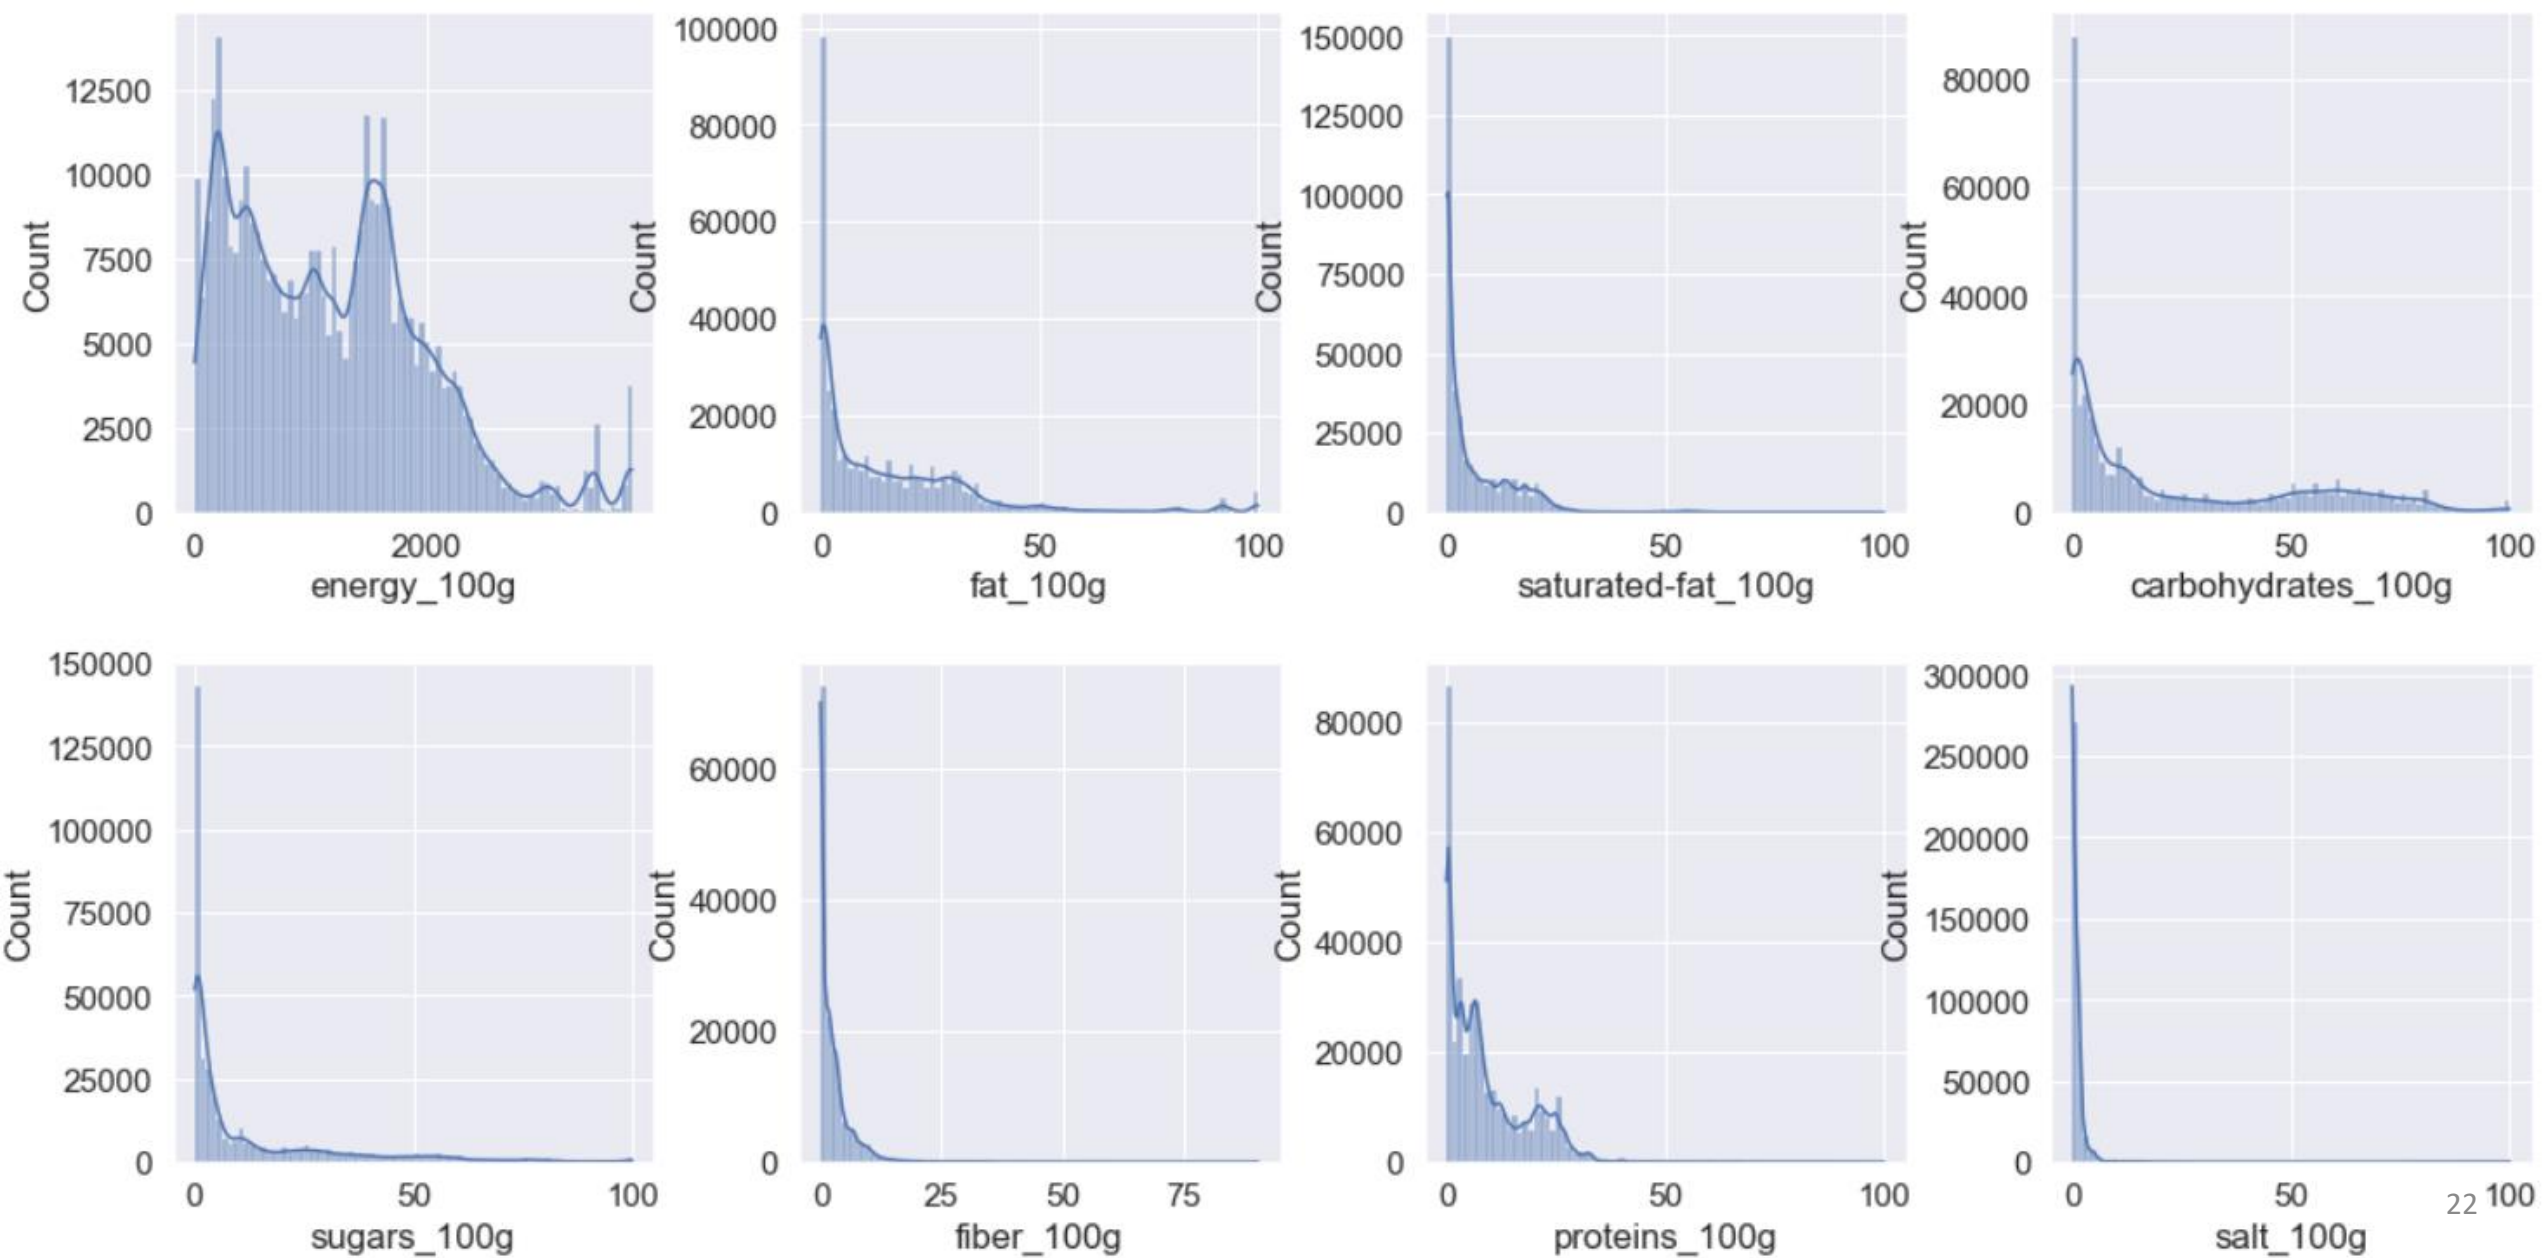 Count
12500
10000
7500
5000
2500
0
0 2000
energy_100g
Count
100000
80000
60000
40000
20000
0
0 50 100
fat_100g
Count
150000
125000
100000
75000
50000
25000
0
0 50 100
saturated-fat_100g
Count
80000
60000
40000
20000
0
0 50 100
carbohydrates_100g
Count
150000
125000
100000
75000
50000
25000
0
0 50 100
sugars_100g
Count
60000
40000
20000
0
0 25 50 75
fiber_100g
Count
80000
60000
40000
20000
0
0 50 100
proteins_100g
Count
300000
250000
200000
150000
100000
50000
0
0 50 100
salt_100g
22